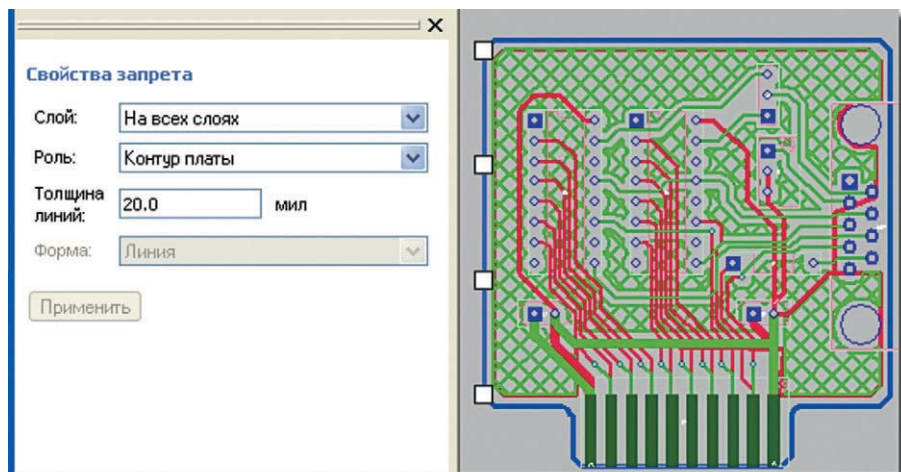 Свойства запрета
Слой: На всех слоях
Роль: Контур платы
Толщина
линий: 20.0 мил
Форма: Линия
Применить